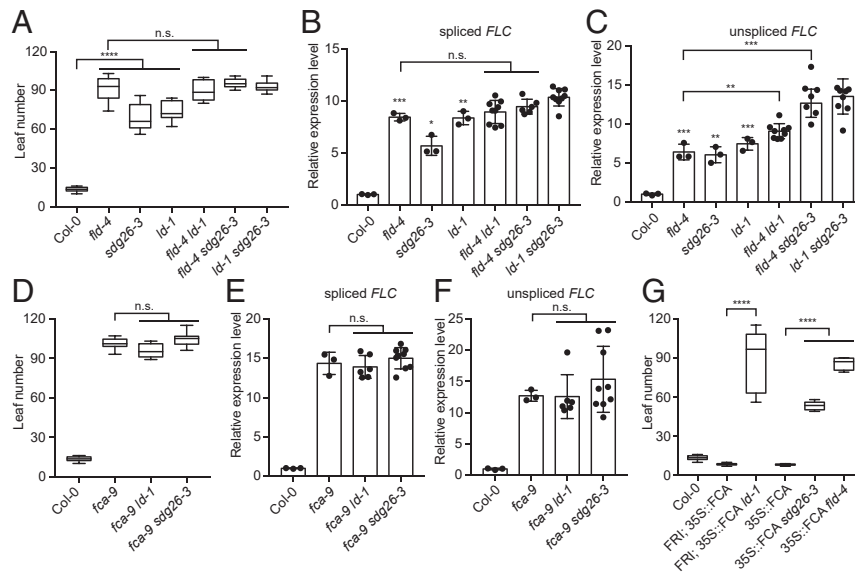 A
Leaf number
120
90
60
30
0
****
n.s.
Col-0
fld-4
sdg26-3
ld-1
fld-4 ld-1
fld-4 sdg26-3
ld-1 sdg26-3
B
spliced FLC
Relative expression level
15
10
5
0
n.s.
***
*
**
Col-0
fld-4
sdg26-3
ld-1
fld-4 ld-1
fld-4 sdg26-3
ld-1 sdg26-3
C
unspliced FLC
Relative expression level
20
15
10
5
0
***
**
***
**
***
Col-0
fld-4
sdg26-3
ld-1
fld-4 ld-1
fld-4 sdg26-3
ld-1 sdg26-3
D
Leaf number
120
90
60
30
0
n.s.
Col-0
fca-9
fca-9 ld-1
fca-9 sdg26-3
E
spliced FLC
Relative expression level
20
15
10
5
0
n.s.
Col-0
fca-9
fca-9 ld-1
fca-9 sdg26-3
F
unspliced FLC
Relative expression level
25
20
15
10
5
0
n.s.
Col-0
fca-9
fca-9 ld-1
fca-9 sdg26-3
G
Leaf number
120
90
60
30
0
****
****
Col-0
FRI; 35S::FCA
FRI; 35S::FCA ld-1
35S::FCA
35S::FCA sdg26-3
35S::FCA fld-4